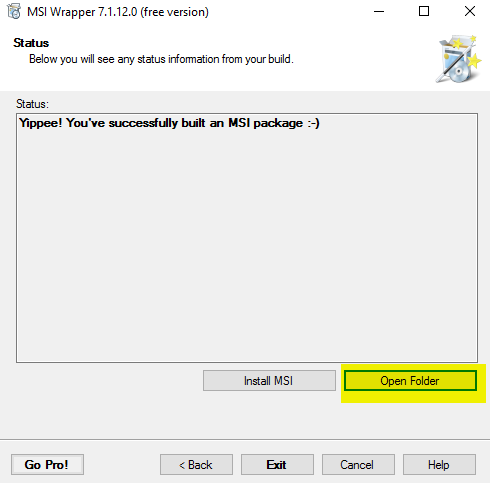 MSI Wrapper 7.1.12.0 (free version)
Status
Below you will see any status information from your build.
Status:
Yippee! You've successfully built an MSI package :-)
Install MSI
Open Folder
Go Pro!
< Back
Exit
Cancel
Help